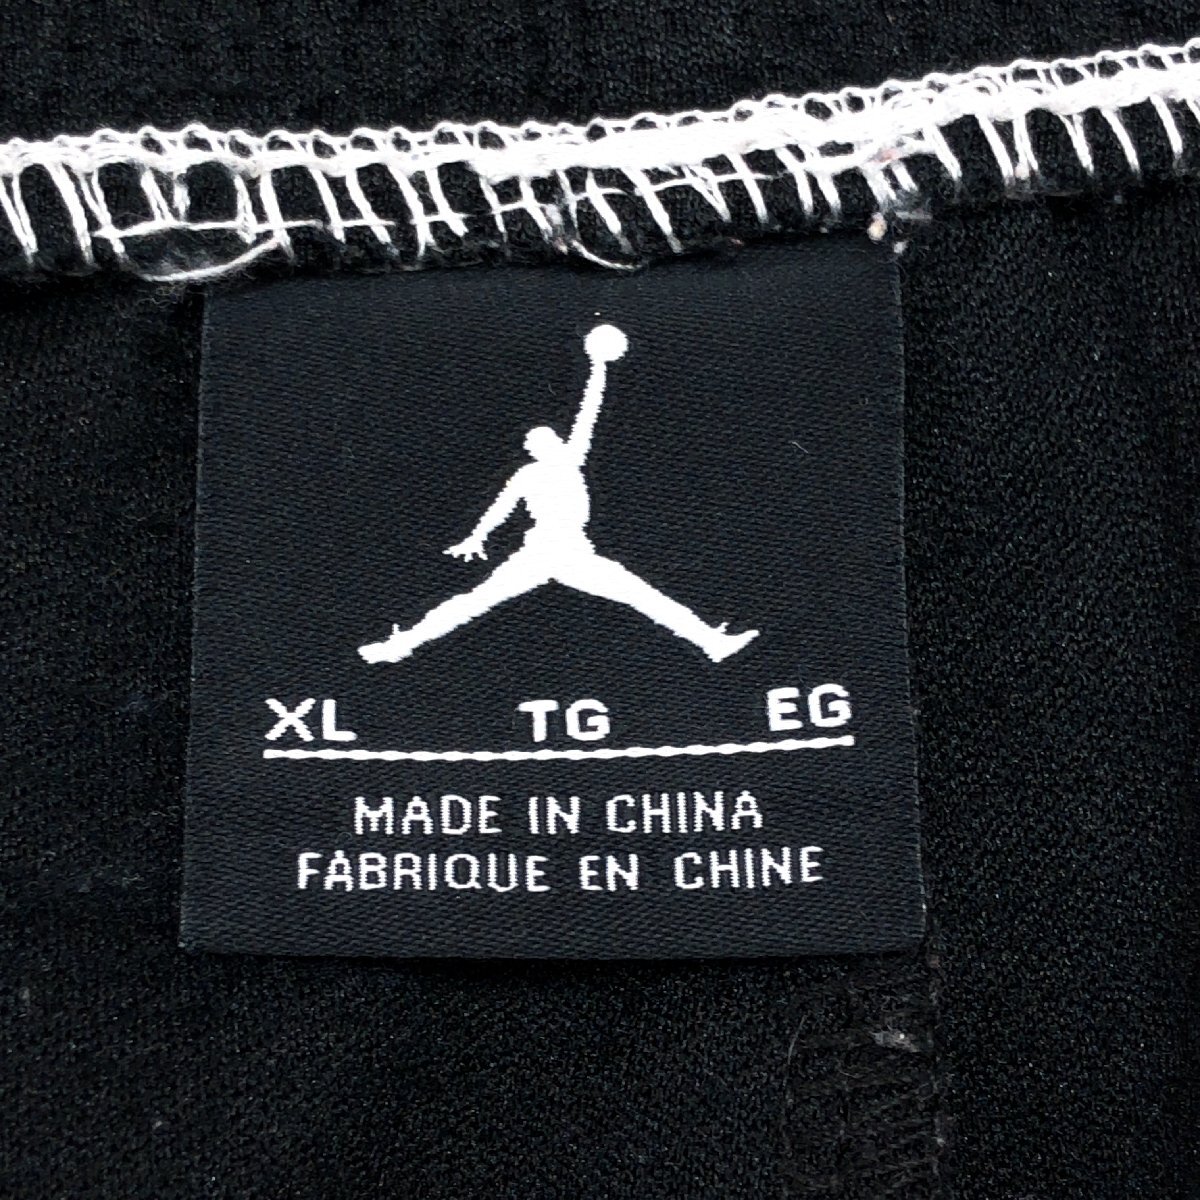 XL TG EG
MADE IN CHINA
FABRIQUE EN CHINE